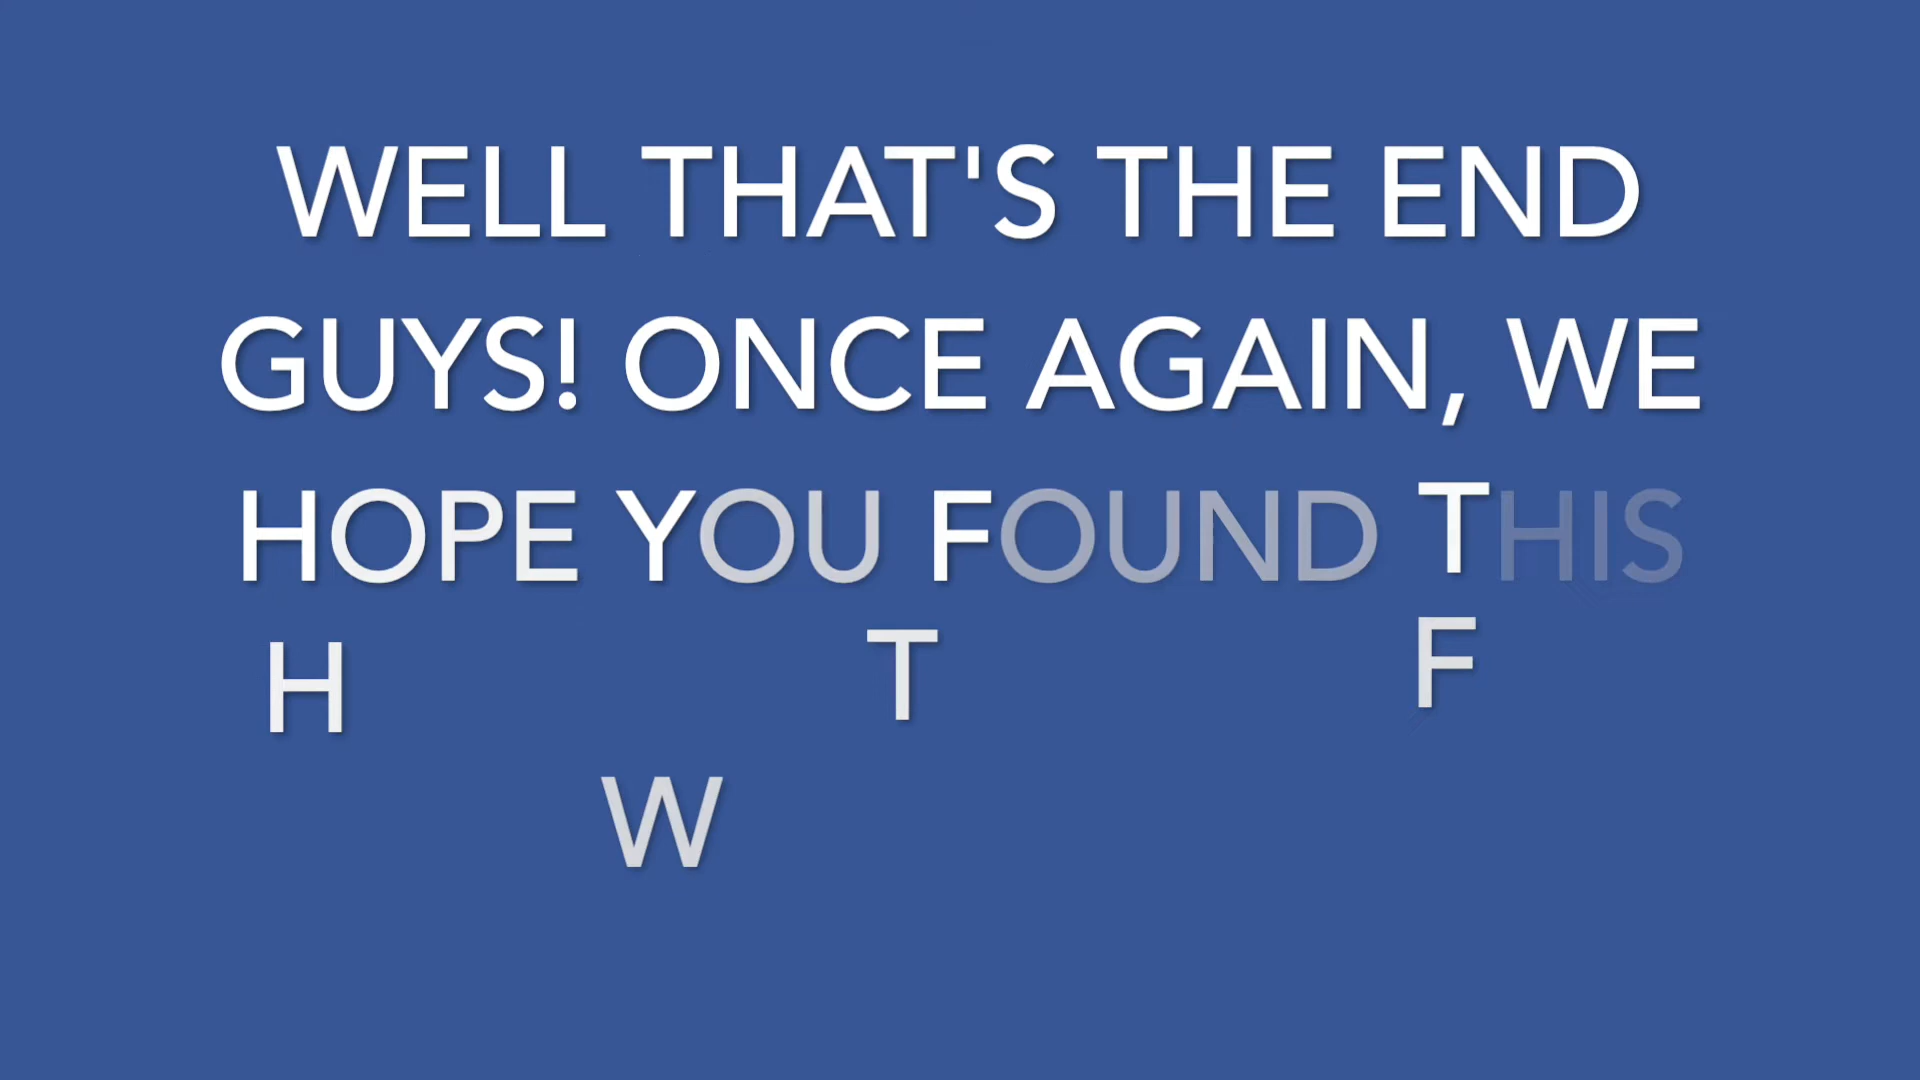 WELL THAT'S THE END
GUYS! ONCE AGAIN, WE
HOPE YOU FOUND THIS
H T F
W